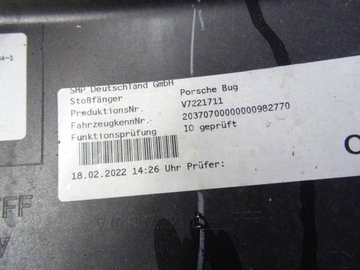 SMP Deutschland GmbH
Stoßfänger Porsche Bug
ProduktionsNr. V7221711
FahrzeugkennNr. 20370700000000982770
Funktionsprüfung IO geprüft
18.02.2022 14:26 Uhr Prüfer: